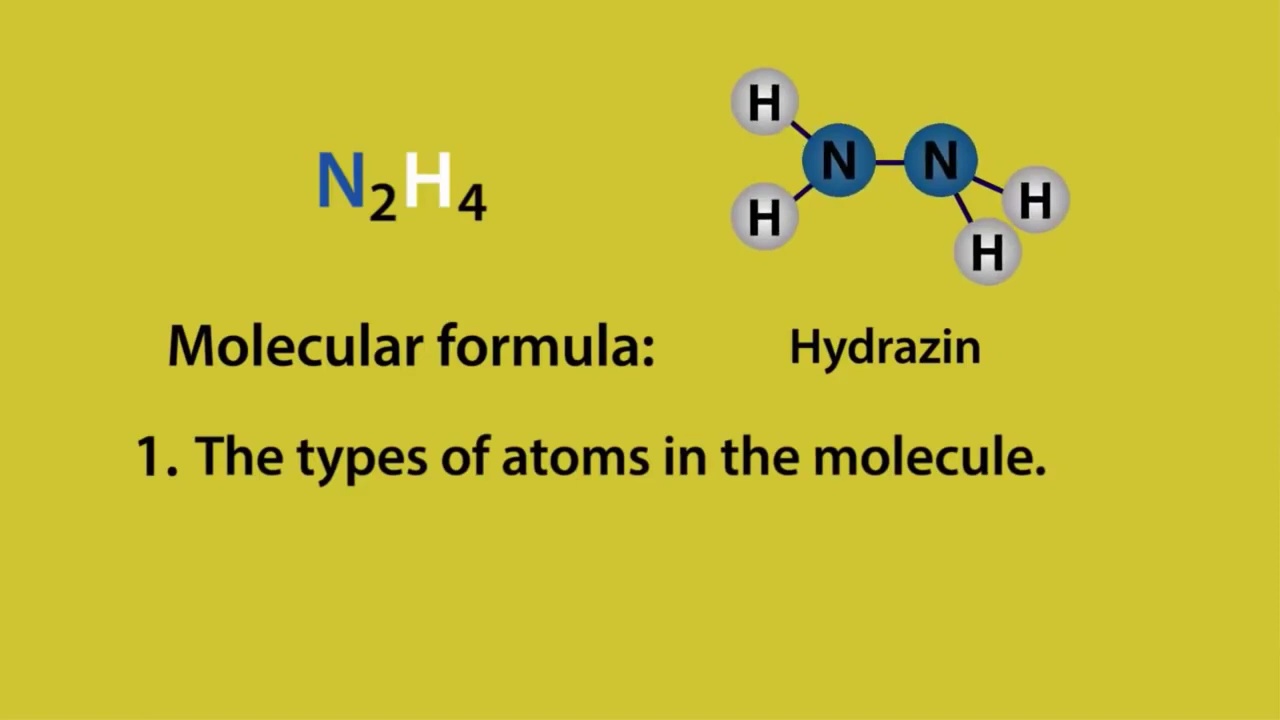 N₂H₄
H
N
N
H
H
H
Molecular formula:
Hydrazin
1. The types of atoms in the molecule.